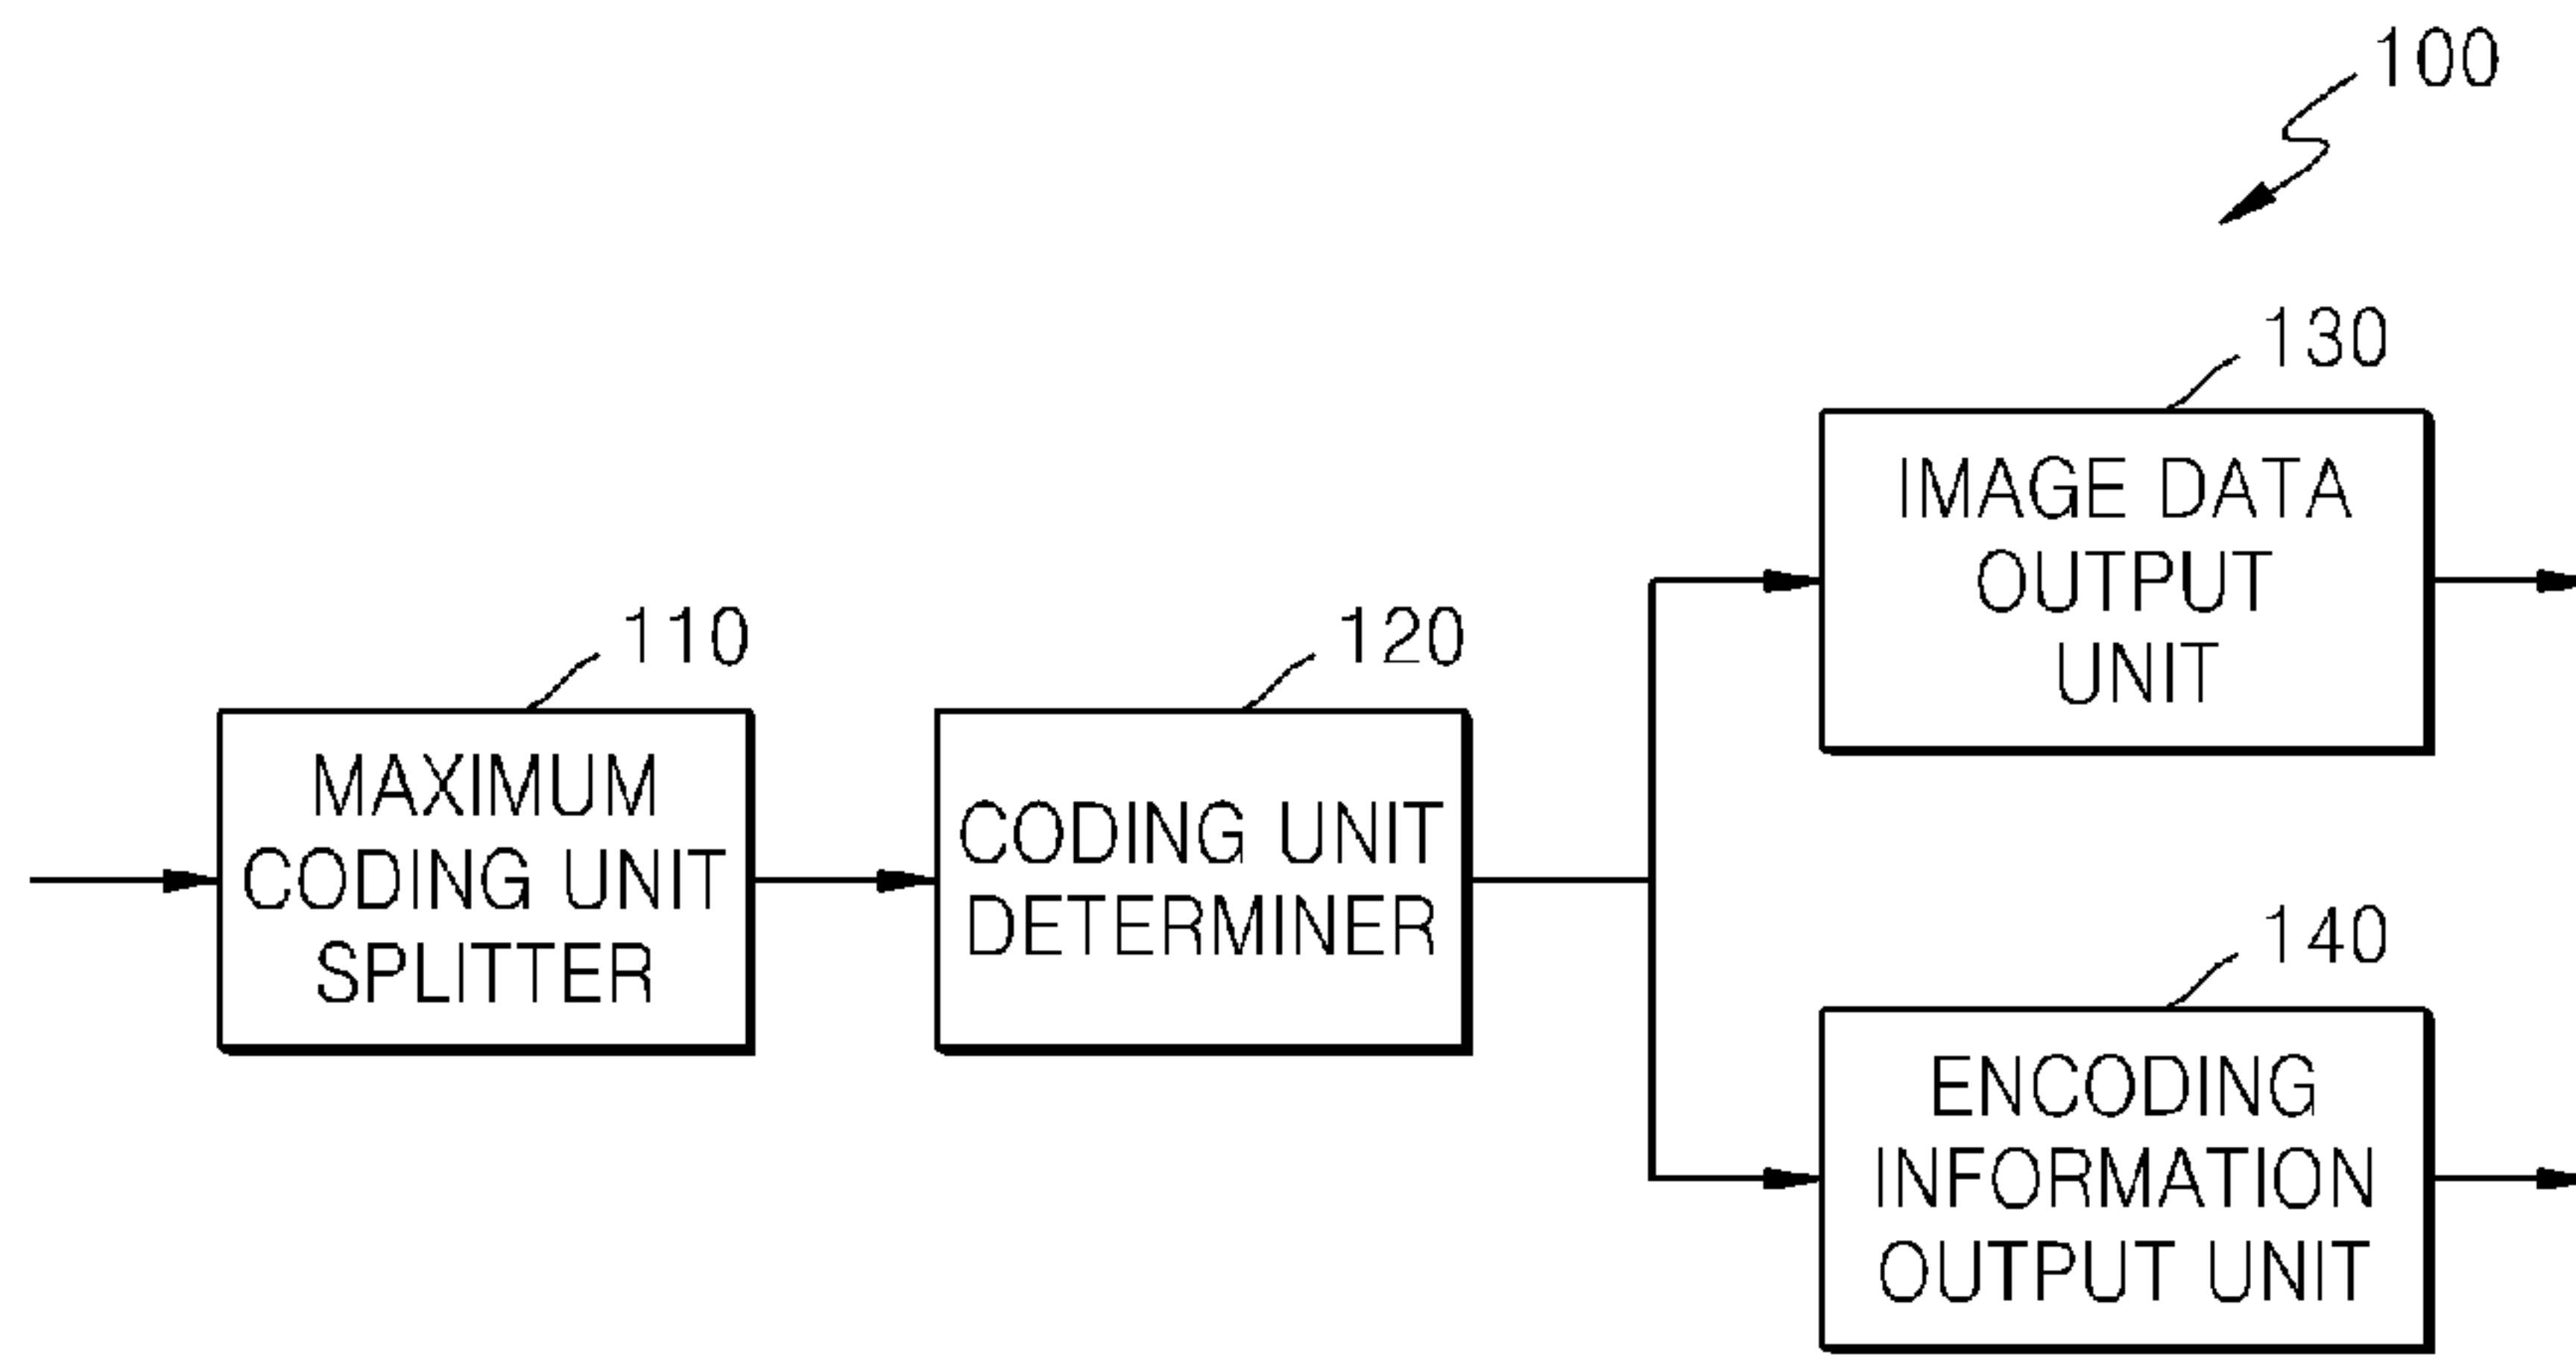 100
130
IMAGE DATA
OUTPUT
UNIT
110
MAXIMUM
CODING UNIT
SPLITTER
120
CODING UNIT
DETERMINER
140
ENCODING
INFORMATION
OUTPUT UNIT